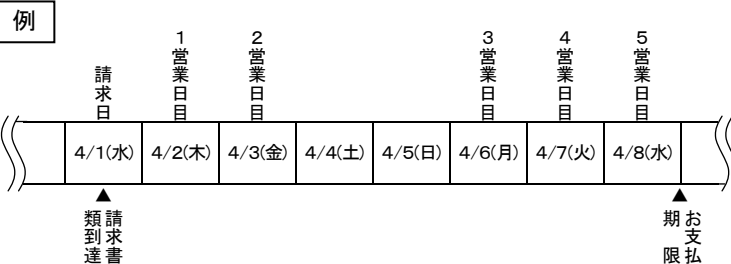 例
請求日
1営業日目
2営業日目
3営業日目
4営業日目
5営業日目
4/1(水)
4/2(木)
4/3(金)
4/4(土)
4/5(日)
4/6(月)
4/7(火)
4/8(水)
▲
請求書
類到達
▲
お支払
期限